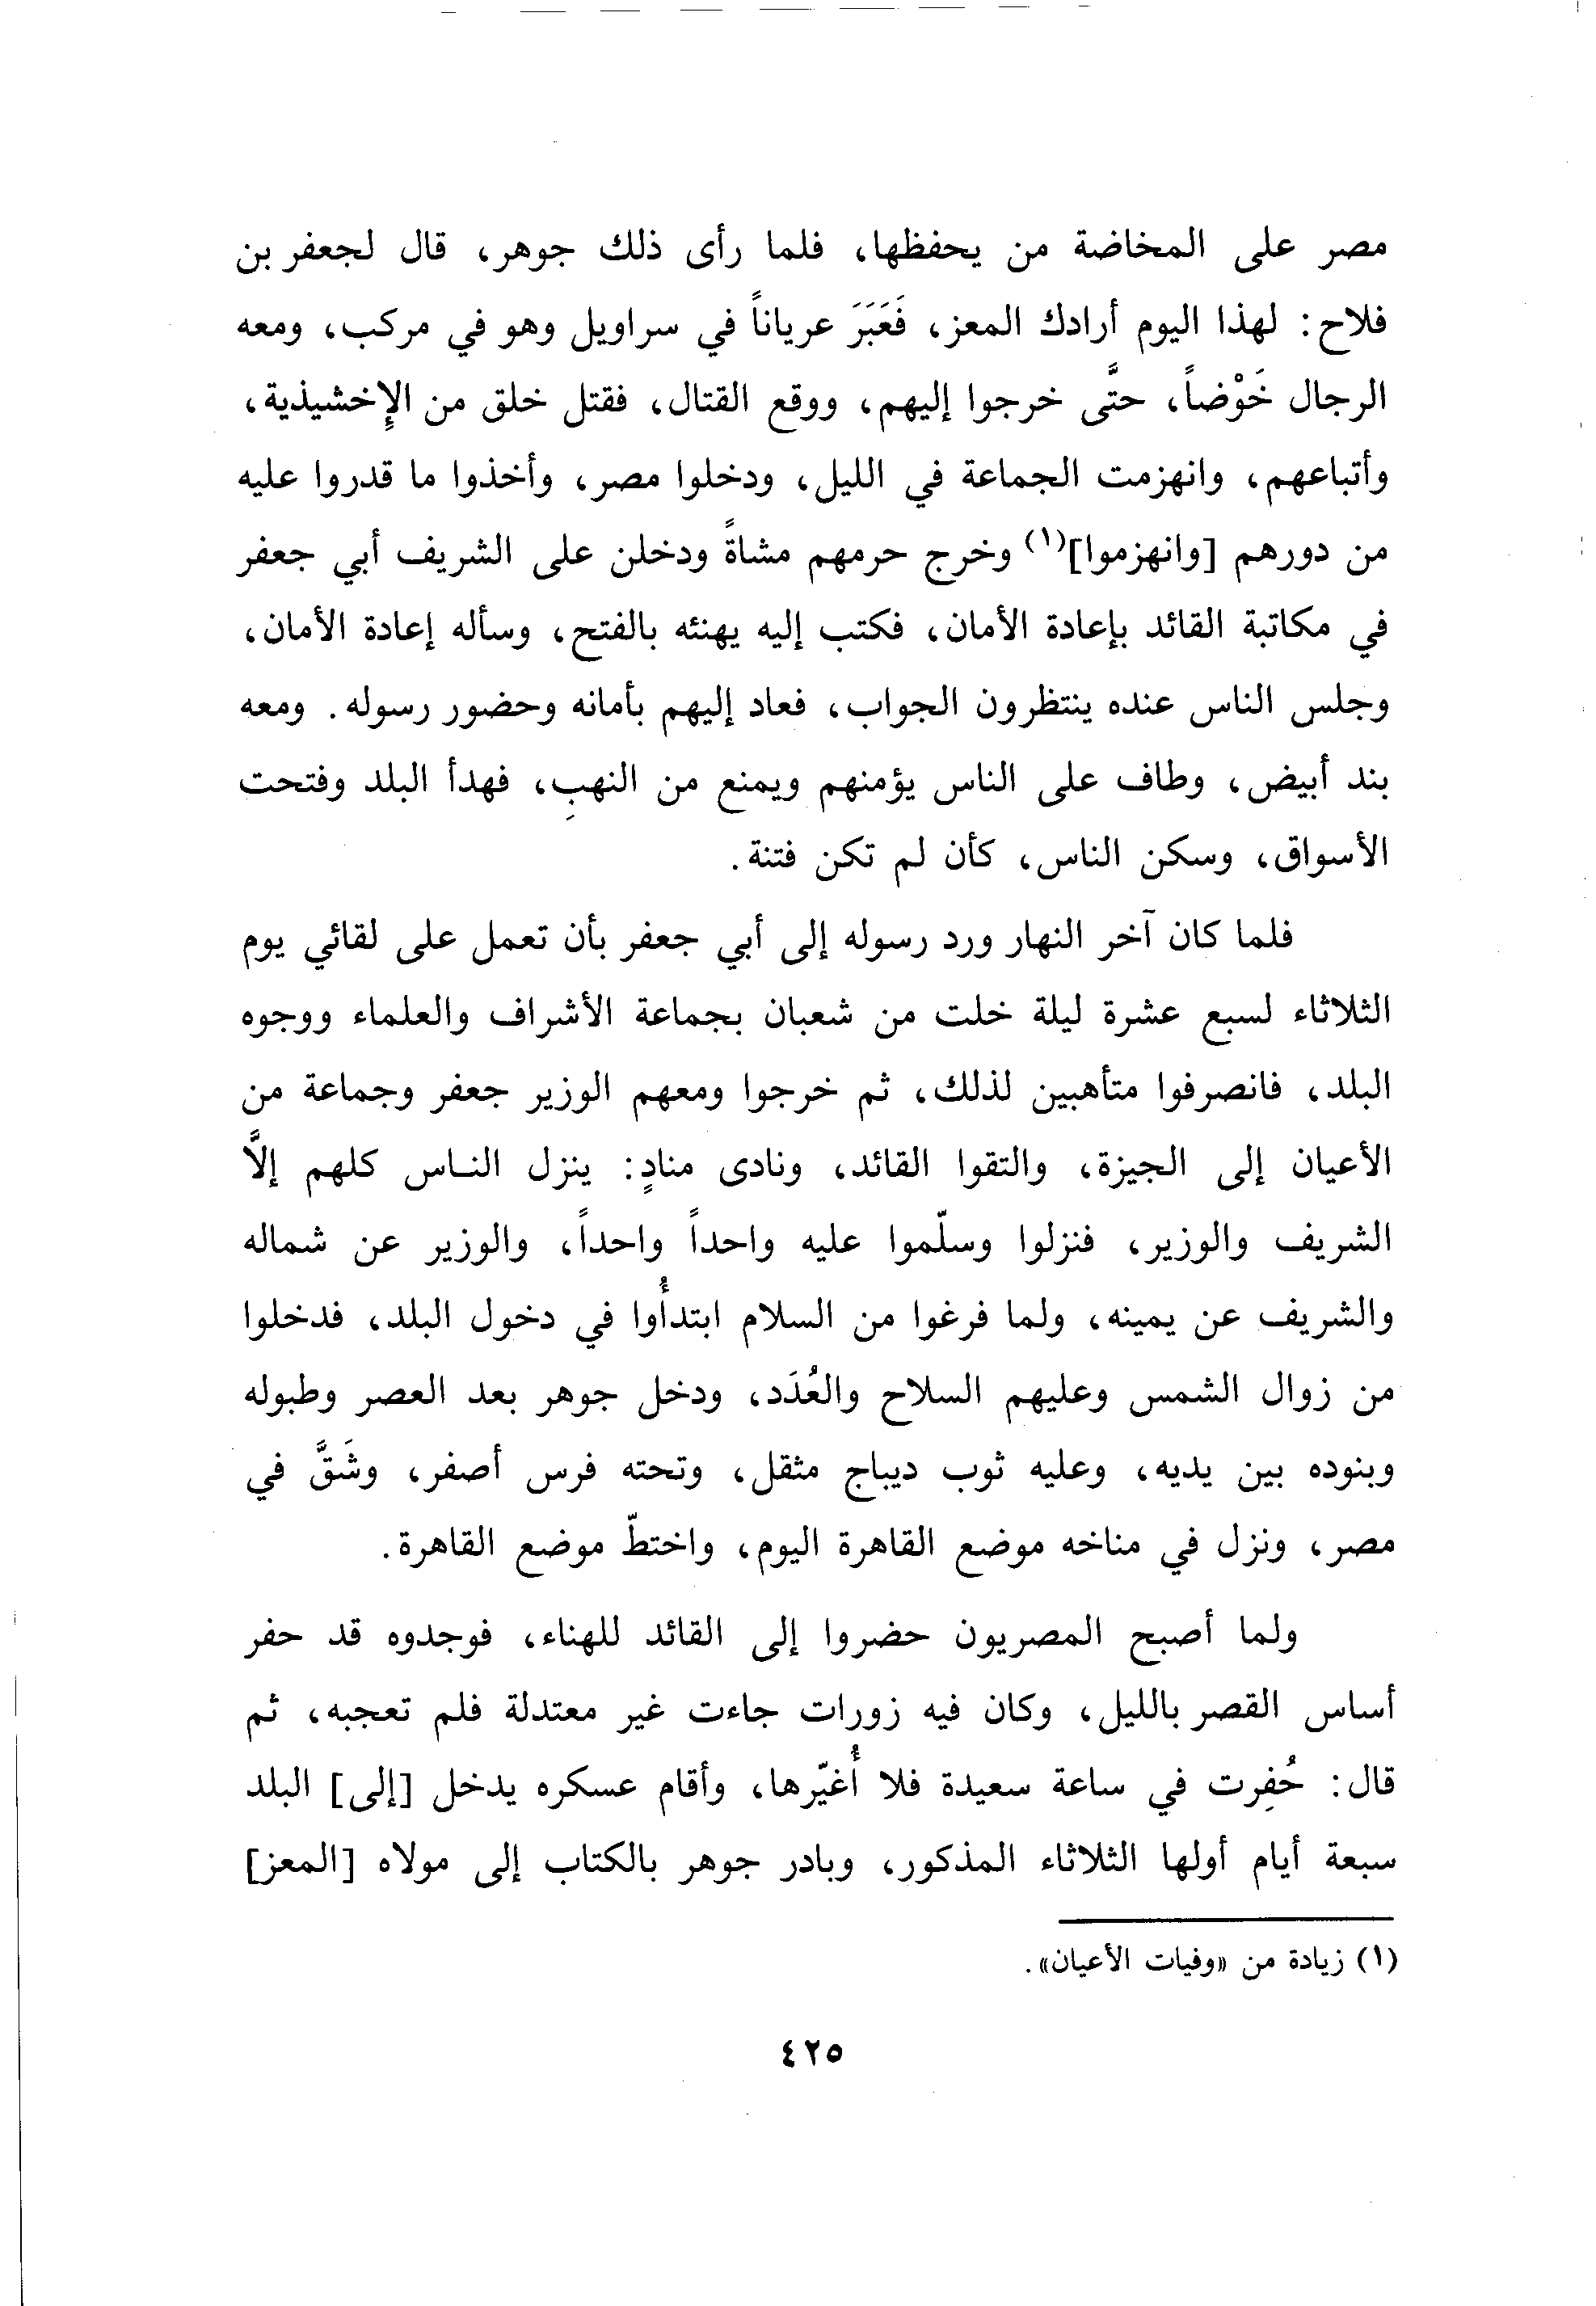 مصر على المخاضة من يحفظها، فلما رأى ذلك جوهر، قال لجعفر بن
فلاح: لهذا اليوم أرادك المعز، فَعَبَرَ عرياناً في سراويل وهو في مركب، ومعه
الرجال خَوْضاً، حتَّى خرجوا إليهم، ووقع القتال، فقتل خلق من الإِخشيذية،
وأتباعهم، وانهزمت الجماعة في الليل، ودخلوا مصر، وأخذوا ما قدروا عليه
من دورهم [وانهزموا](١) وخرج حرمهم مشاةً ودخلن على الشريف أبي جعفر
في مكاتبة القائد بإعادة الأمان، فكتب إليه يهنئه بالفتح، وسأله إعادة الأمان،
وجلس الناس عنده ينتظرون الجواب، فعاد إليهم بأمانه وحضور رسوله. ومعه
بند أبيض، وطاف على الناس يؤمنهم ويمنع من النهبِ، فهدأ البلد وفتحت
الأسواق، وسكن الناس، كأن لم تكن فتنة.
فلما كان آخر النهار ورد رسوله إلى أبي جعفر بأن تعمل على لقائي يوم
الثلاثاء لسبع عشرة ليلة خلت من شعبان بجماعة الأشراف والعلماء ووجوه
البلد، فانصرفوا متأهبين لذلك، ثم خرجوا ومعهم الوزير جعفر وجماعة من
الأعيان إلى الجيزة، والتقوا القائد، ونادى منادٍ: ينزل الناس كلهم إلاَّ
الشريف والوزير، فنزلوا وسلّموا عليه واحداً واحداً، والوزير عن شماله
والشريف عن يمينه، ولما فرغوا من السلام ابتدأُوا في دخول البلد، فدخلوا
من زوال الشمس وعليهم السلاح والعُدَد، ودخل جوهر بعد العصر وطبوله
وبنوده بين يديه، وعليه ثوب ديباج مثقل، وتحته فرس أصفر، وشَقَّ في
مصر، ونزل في مناخه موضع القاهرة اليوم، واختطّ موضع القاهرة.
ولما أصبح المصريون حضروا إلى القائد للهناء، فوجدوه قد حفر
أساس القصر بالليل، وكان فيه زورات جاءت غير معتدلة فلم تعجبه، ثم
قال: حُفِرت في ساعة سعيدة فلا أُغيّرها، وأقام عسكره يدخل [إلى] البلد
سبعة أيام أولها الثلاثاء المذكور، وبادر جوهر بالكتاب إلى مولاه [المعز]
(١) زيادة من «وفيات الأعيان».
٤٢٥